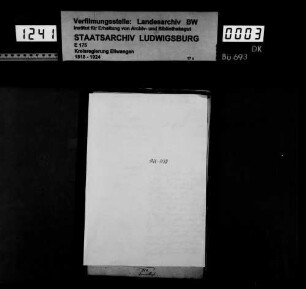 1241
Verfilmungsstelle: Landesarchiv BW
Institut für Erhaltung von Archiv- und Bibliotheksgut
STAATSARCHIV LUDWIGSBURG
E 175
Kreisregierung Ellwangen
1818 - 1924
0003
DK
Bü 693